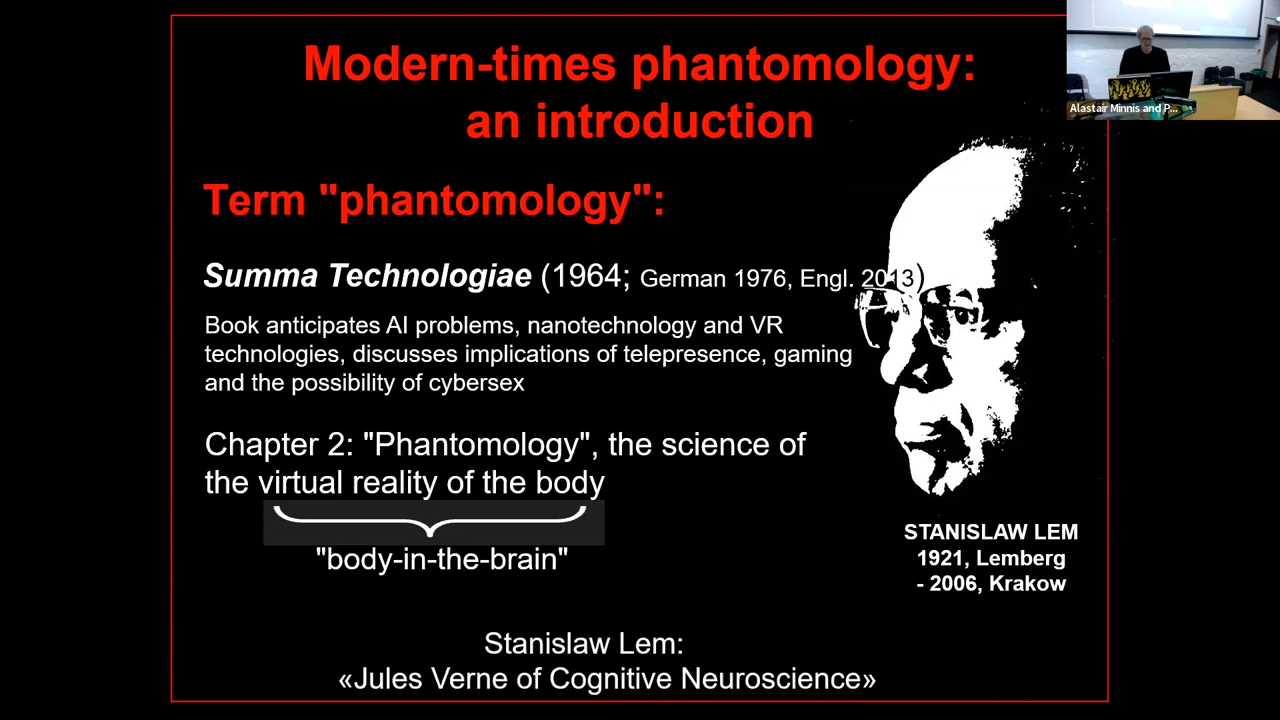 Modern-times phantomology:
an introduction
Alastair Minnis and P...
Term "phantomology":
Summa Technologiae (1964; German 1976, Engl. 2013)
Book anticipates AI problems, nanotechnology and VR
technologies, discusses implications of telepresence, gaming
and the possibility of cybersex
Chapter 2: "Phantomology", the science of
the virtual reality of the body
"body-in-the-brain"
STANISLAW LEM
1921, Lemberg
- 2006, Krakow
Stanislaw Lem:
«Jules Verne of Cognitive Neuroscience»